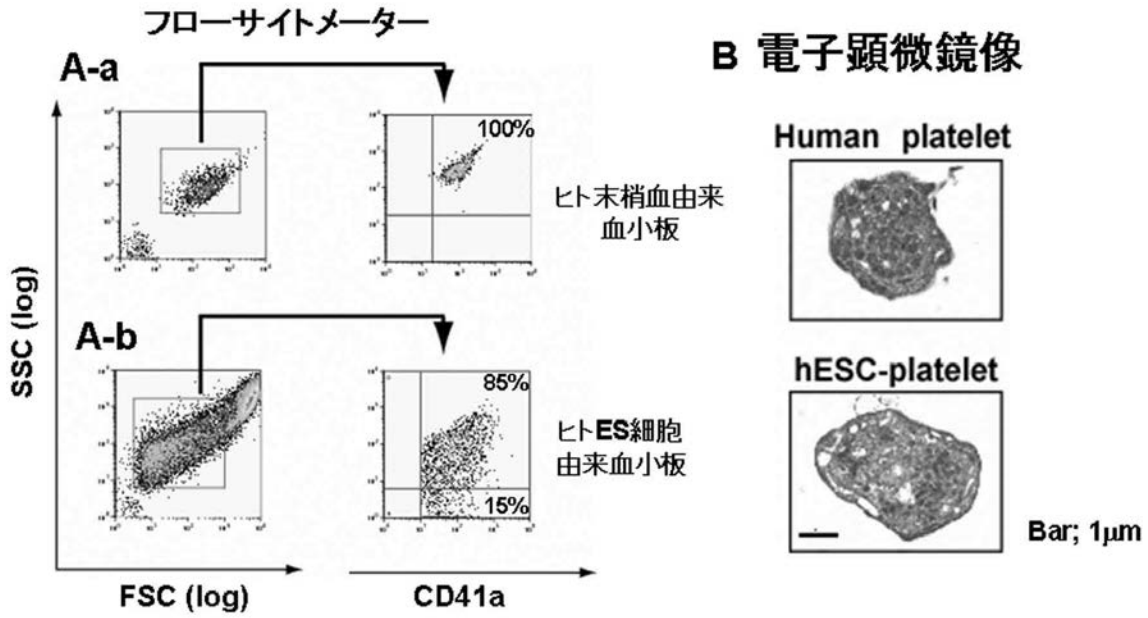 フローサイトメーター
A-a
100%
ヒト末梢血由来
血小板
SSC (log)
A-b
85%
15%
ヒトES細胞
由来血小板
FSC (log)
CD41a
B 電子顕微鏡像
Human platelet
hESC-platelet
Bar; 1μm